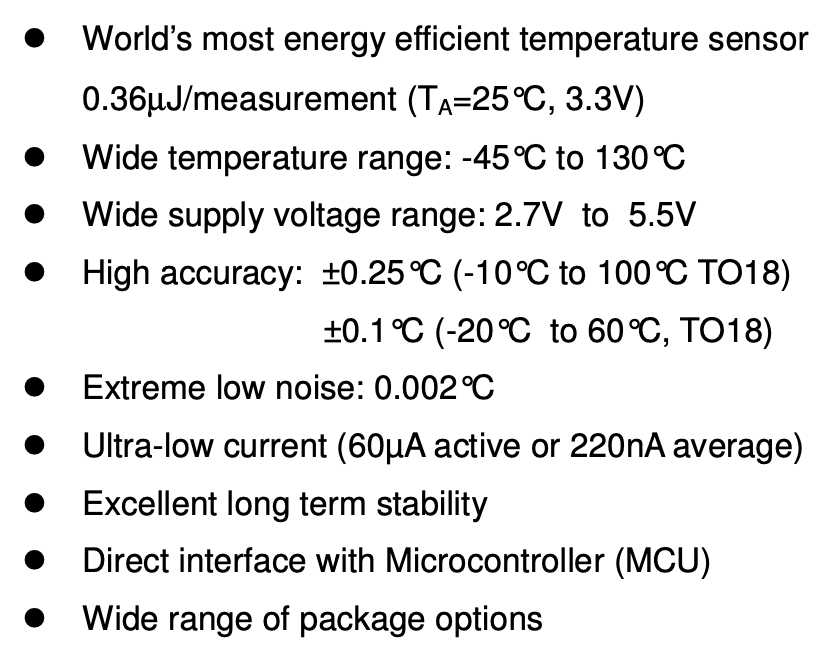 ● World’s most energy efficient temperature sensor
0.36μJ/measurement (TA=25℃, 3.3V)
● Wide temperature range: -45℃ to 130℃
● Wide supply voltage range: 2.7V to 5.5V
● High accuracy: ±0.25℃ (-10℃ to 100℃ TO18)
±0.1℃ (-20℃ to 60℃, TO18)
● Extreme low noise: 0.002℃
● Ultra-low current (60μA active or 220nA average)
● Excellent long term stability
● Direct interface with Microcontroller (MCU)
● Wide range of package options